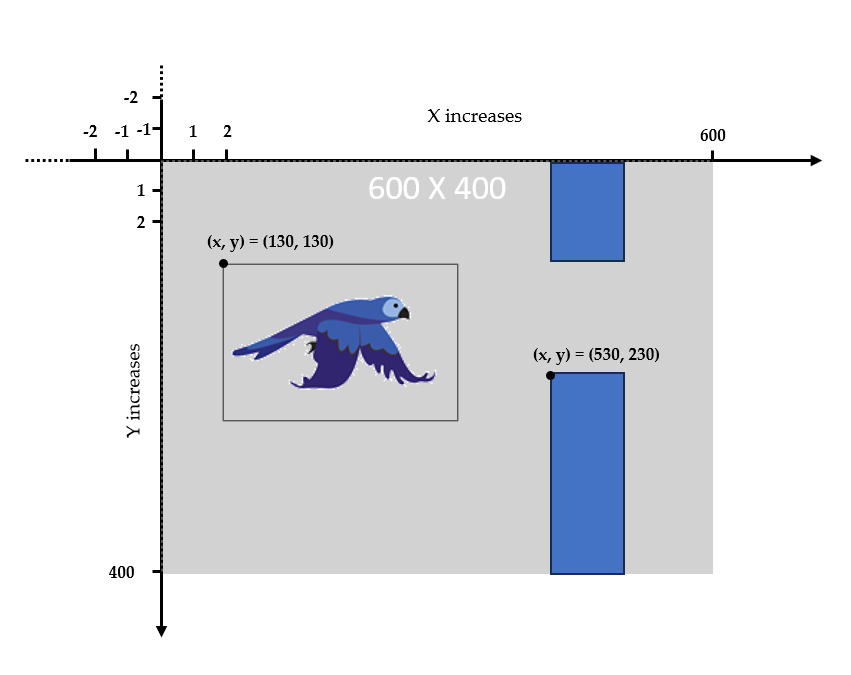 -2
X increases
-2 -1 -1 1 2 600
1
600 X 400
2
(x, y) = (130, 130)
(x, y) = (530, 230)
Y increases
400